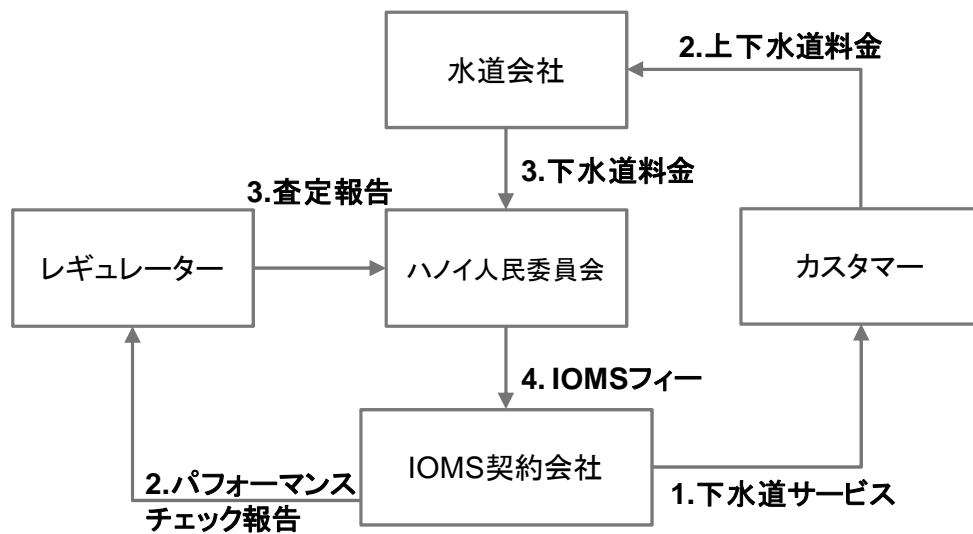 2.上下水道料金
水道会社
3.下水道料金
3.査定報告
レギュレーター
ハノイ人民委員会
カスタマー
4. IOMSフィー
IOMS契約会社
2.パフォーマンス
チェック報告
1.下水道サービス